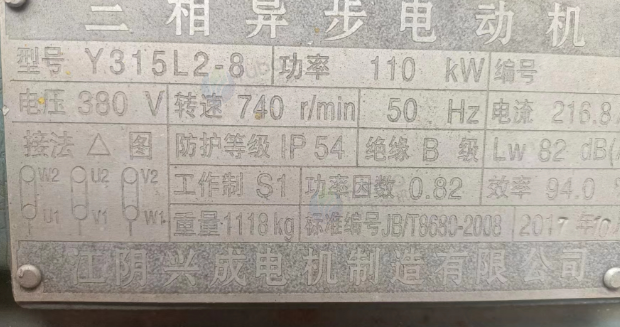 三相异步电动机
型号 Y315L2-8 功率 110 kW 编号
电压 380 V 转速 740 r/min 50 Hz 电流 216.8
接法 △ 图 防护等级 IP 54 绝缘 B 级 Lw 82 dB(
W2 U2 V2 工作制 S1 功率因数 0.82 效率 94.0
U1 V1 W1 重量 1118 kg 标准编号 JB/T8680-2008 2017 年10
江阴兴成电机制造有限公司